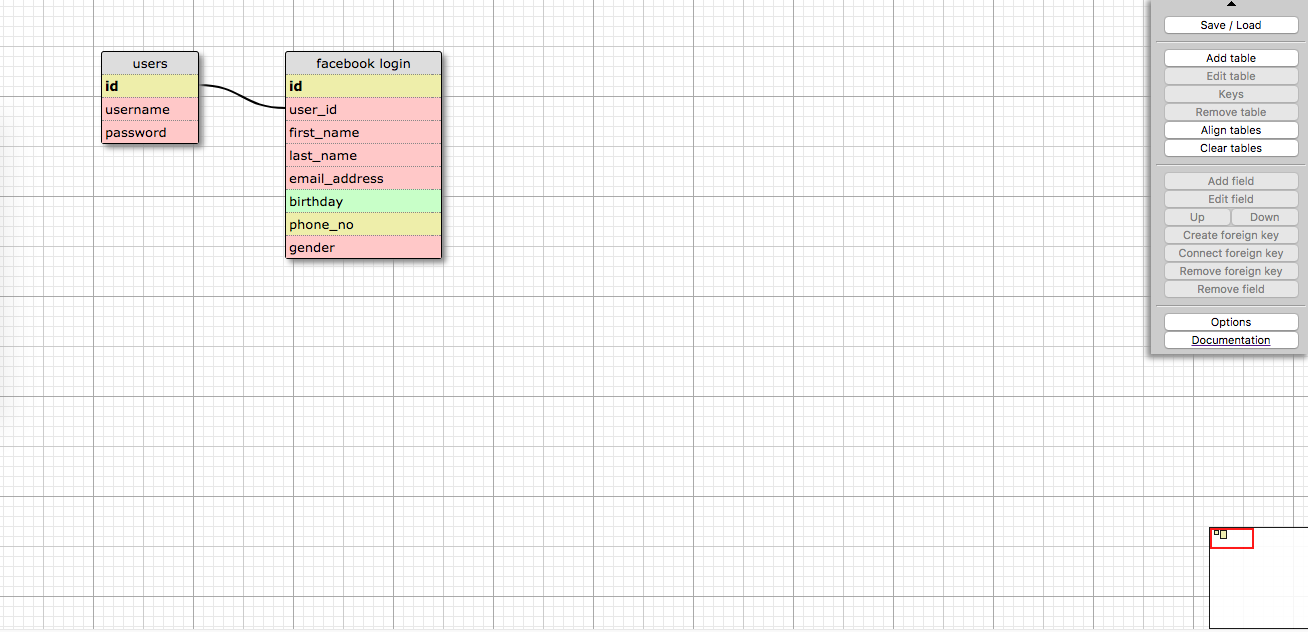 users
id
username
password
facebook login
id
user_id
first_name
last_name
email_address
birthday
phone_no
gender
Save / Load
Add table
Edit table
Keys
Remove table
Align tables
Clear tables
Add field
Edit field
Up Down
Create foreign key
Connect foreign key
Remove foreign key
Remove field
Options
Documentation